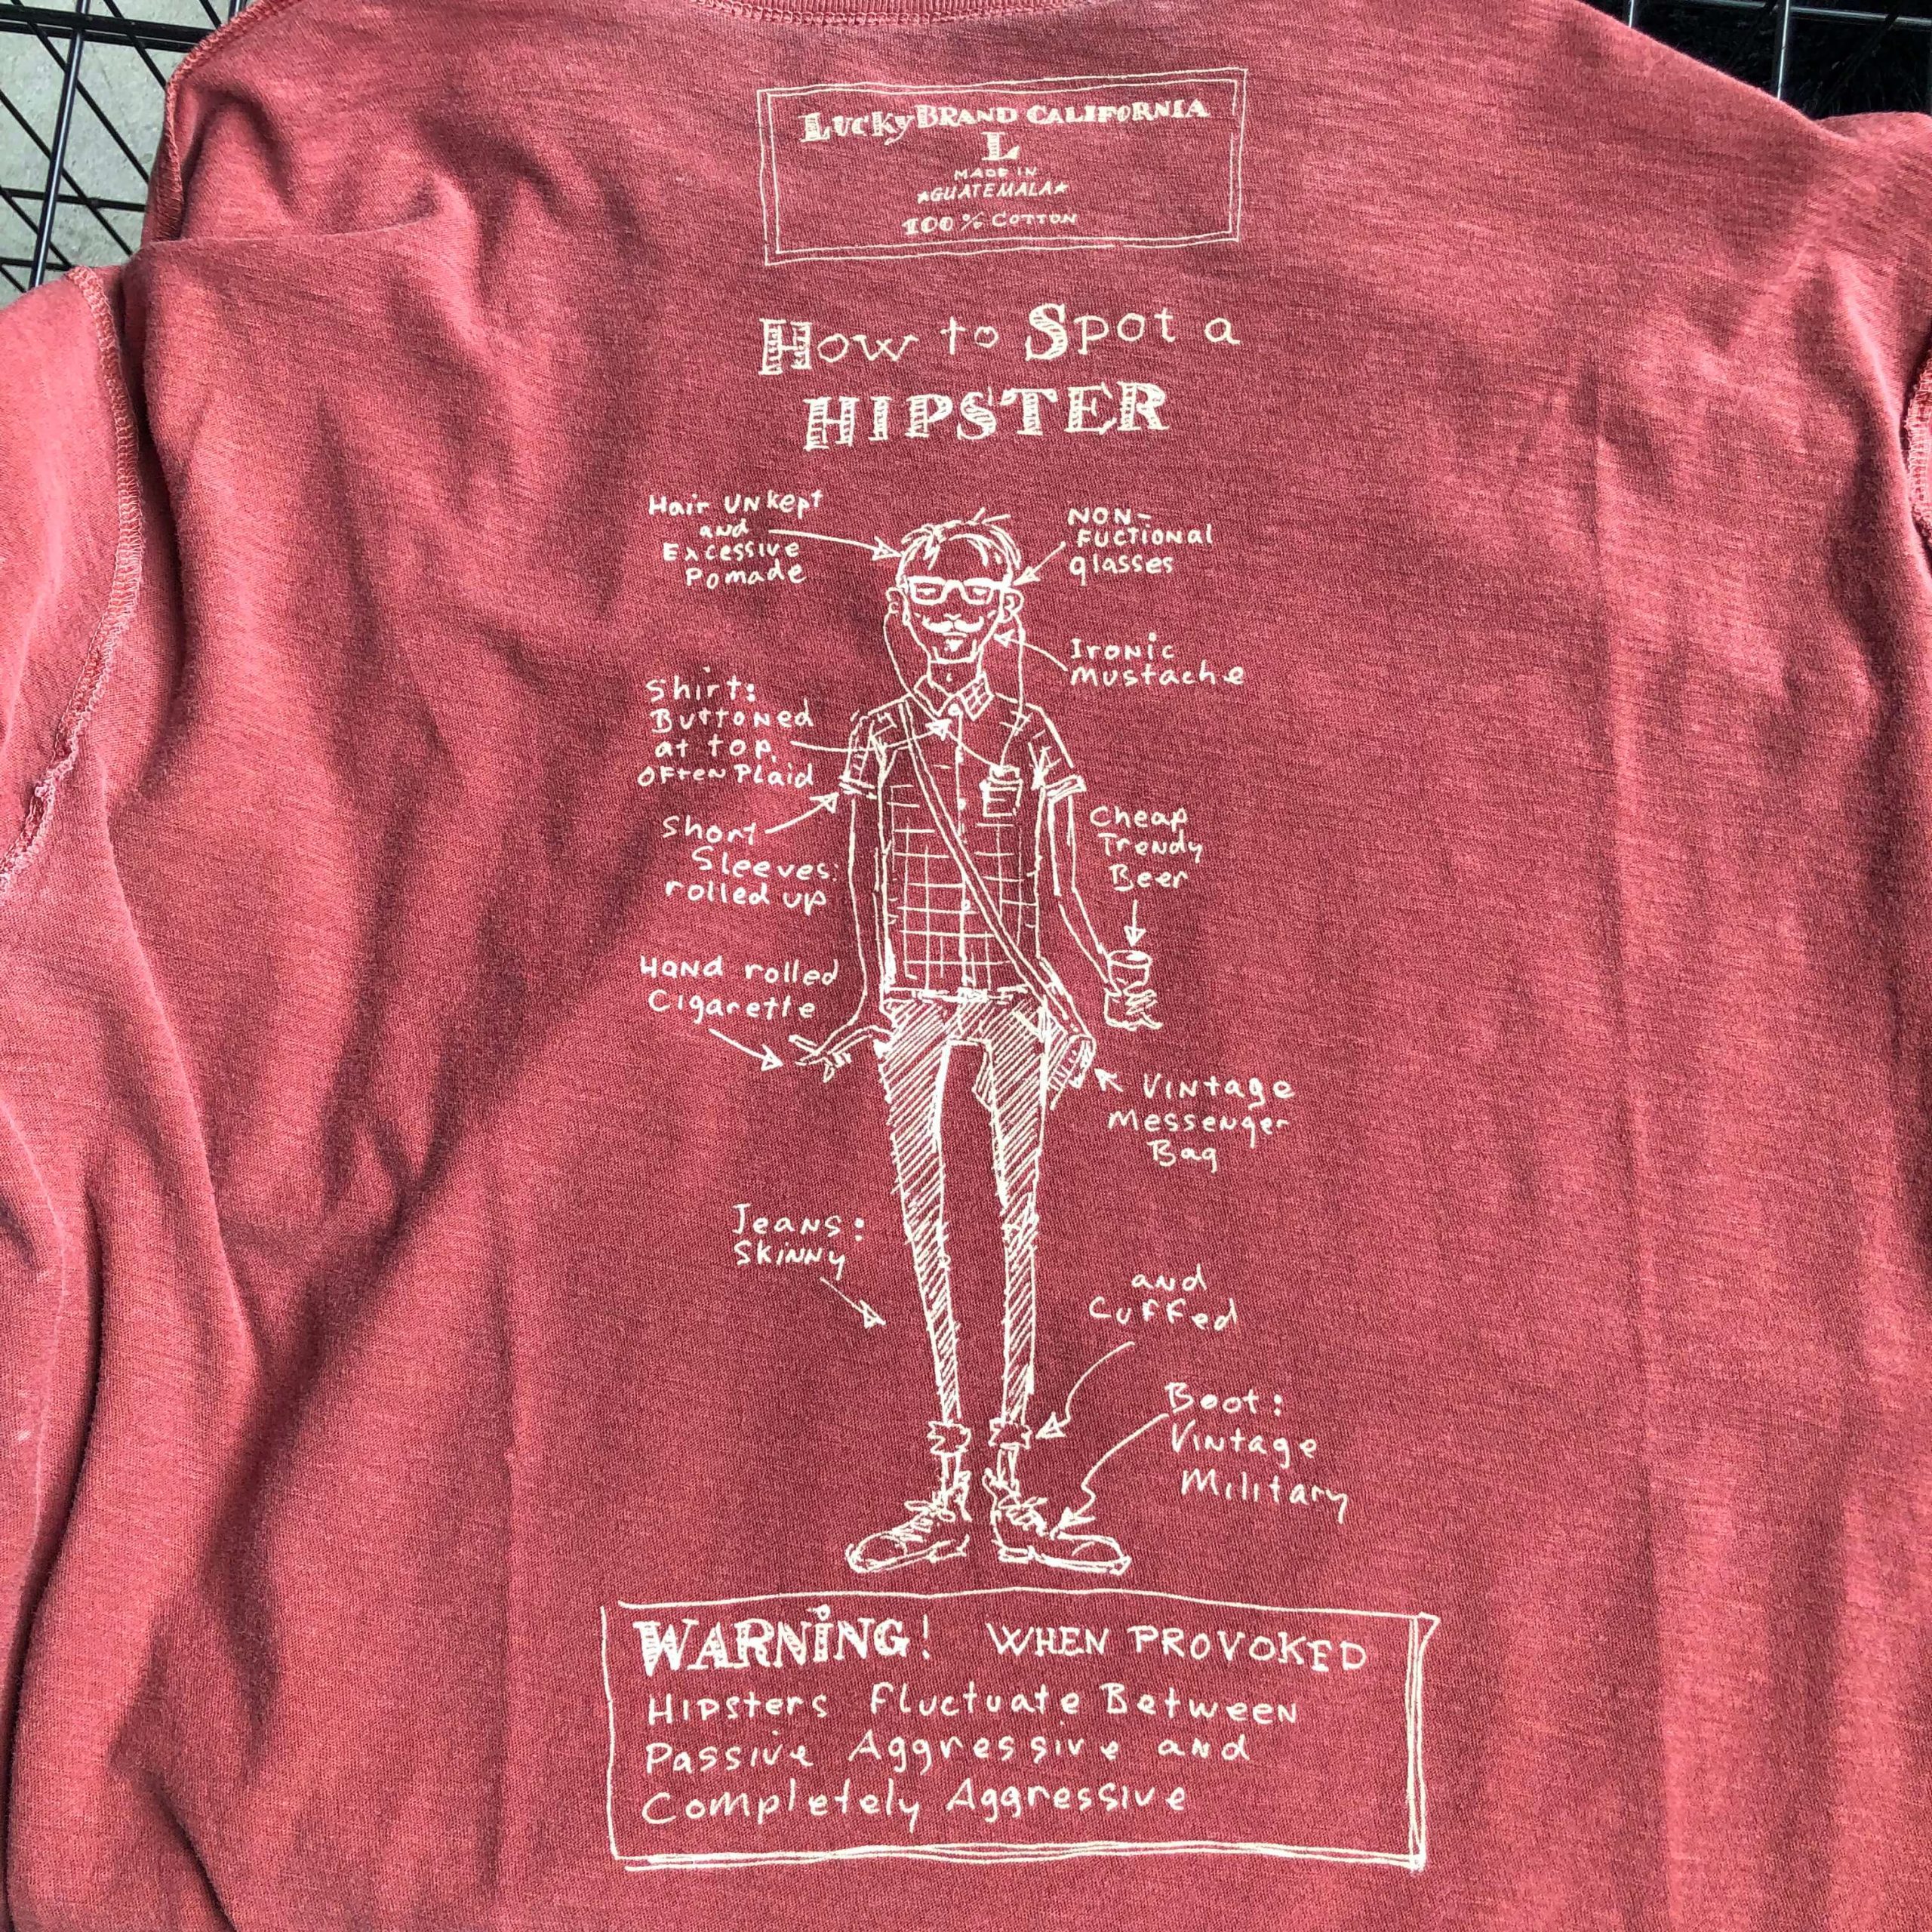 Lucky Brand California
L
MADE IN
★GUATEMALA★
100% COTTON
How to Spot a
HIPSTER
Hair UNkept
and
Excessive
Pomade
NON-
Fuctional
glasses
Ironic
Mustache
Shirt:
Buttoned
at top,
often Plaid
Short
Sleeves:
rolled up
Cheap
Trendy
Beer
Hand rolled
Cigarette
Vintage
Messenger
Bag
Jeans:
Skinny
and
Cuffed
Boot:
Vintage
Military
WARNING! WHEN PROVOKED
Hipsters Fluctuate Between
Passive Aggressive and
Completely Aggressive